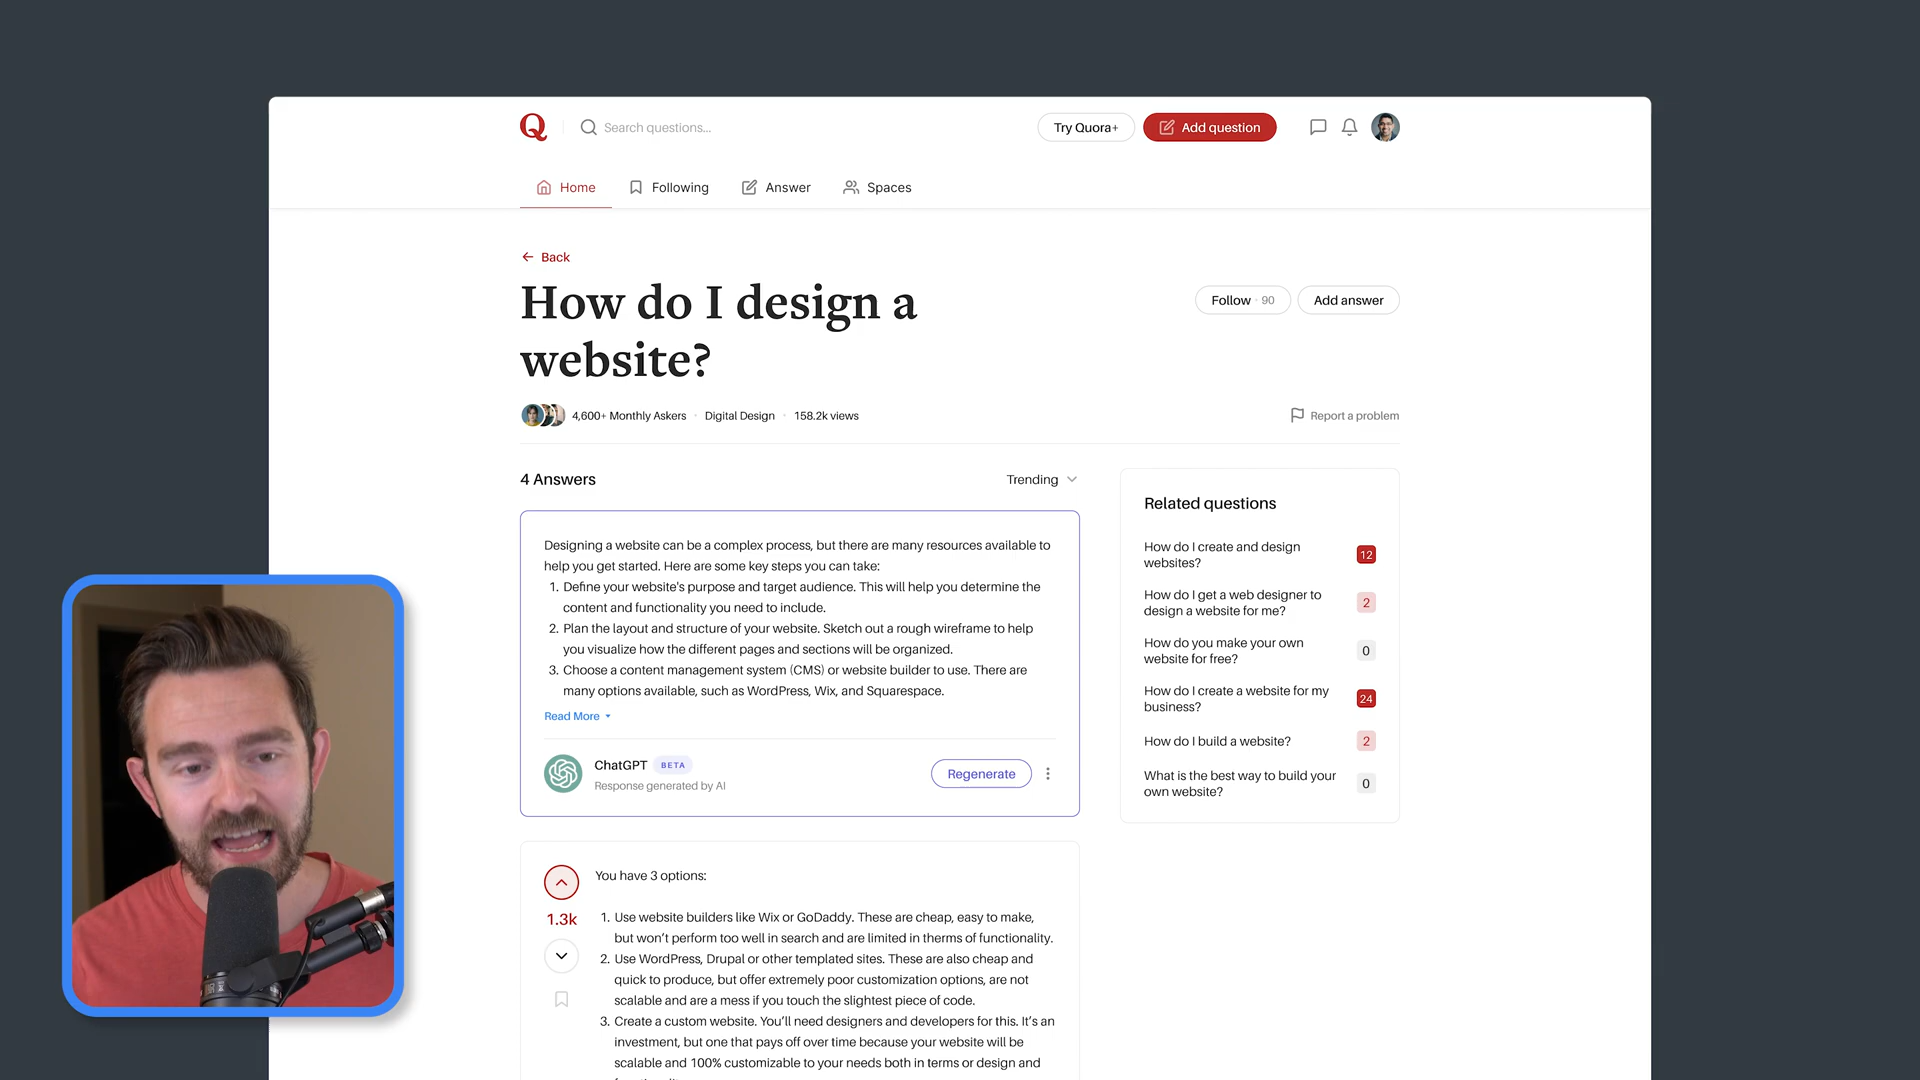 Q
Search questions...
Try Quora+
Add question
Home
Following
Answer
Spaces
Back
How do I design a
website?
Follow · 90
Add answer
4,600+ Monthly Askers · Digital Design · 158.2k views
Report a problem
4 Answers
Trending
Designing a website can be a complex process, but there are many resources available to
help you get started. Here are some key steps you can take:
1. Define your website's purpose and target audience. This will help you determine the
content and functionality you need to include.
2. Plan the layout and structure of your website. Sketch out a rough wireframe to help
you visualize how the different pages and sections will be organized.
3. Choose a content management system (CMS) or website builder to use. There are
many options available, such as WordPress, Wix, and Squarespace.
Read More
ChatGPT BETA
Response generated by AI
Regenerate
Related questions
How do I create and design
websites?
12
How do I get a web designer to
design a website for me?
2
How do you make your own
website for free?
0
How do I create a website for my
business?
24
How do I build a website?
2
What is the best way to build your
own website?
0
1.3k
You have 3 options:
1. Use website builders like Wix or GoDaddy. These are cheap, easy to make,
but won't perform too well in search and are limited in therms of functionality.
2. Use WordPress, Drupal or other templated sites. These are also cheap and
quick to produce, but offer extremely poor customization options, are not
scalable and are a mess if you touch the slightest piece of code.
3. Create a custom website. You'll need designers and developers for this. It's an
investment, but one that pays off over time because your website will be
scalable and 100% customizable to your needs both in terms or design and